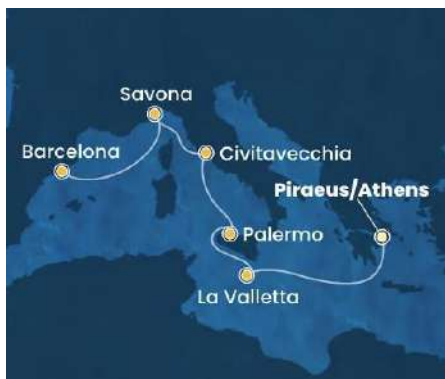 Savona
Barcelona
Civitavecchia
Piraeus/Athens
Palermo
La Valletta